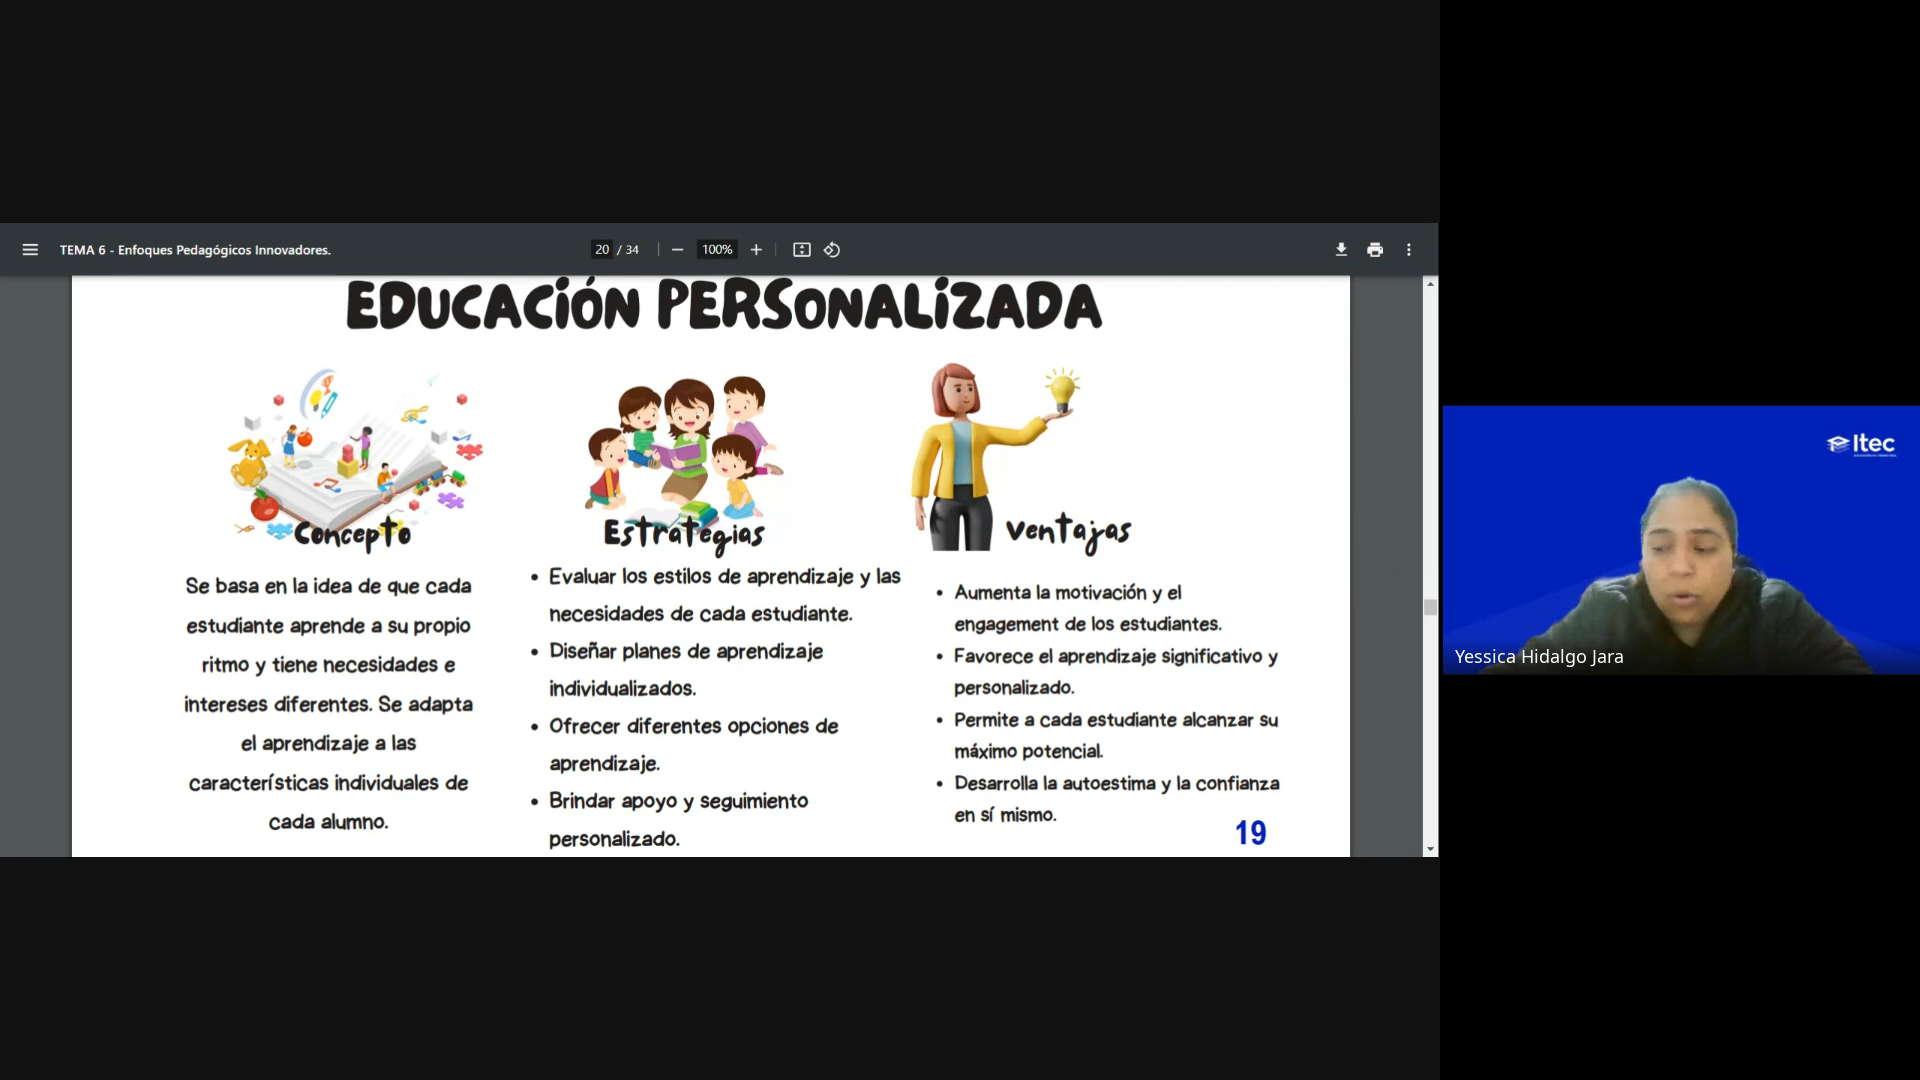 TEMA 6 - Enfoques Pedagógicos Innovadores.
20 / 34
100%
EDUCACIÓN PERSONALIZADA
Concepto
Se basa en la idea de que cada
estudiante aprende a su propio
ritmo y tiene necesidades e
intereses diferentes. Se adapta
el aprendizaje a las
características individuales de
cada alumno.
Estrategias
• Evaluar los estilos de aprendizaje y las
necesidades de cada estudiante.
• Diseñar planes de aprendizaje
individualizados.
• Ofrecer diferentes opciones de
aprendizaje.
• Brindar apoyo y seguimiento
personalizado.
Ventajas
• Aumenta la motivación y el
engagement de los estudiantes.
• Favorece el aprendizaje significativo y
personalizado.
• Permite a cada estudiante alcanzar su
máximo potencial.
• Desarrolla la autoestima y la confianza
en sí mismo.
19
Itec
Yessica Hidalgo Jara